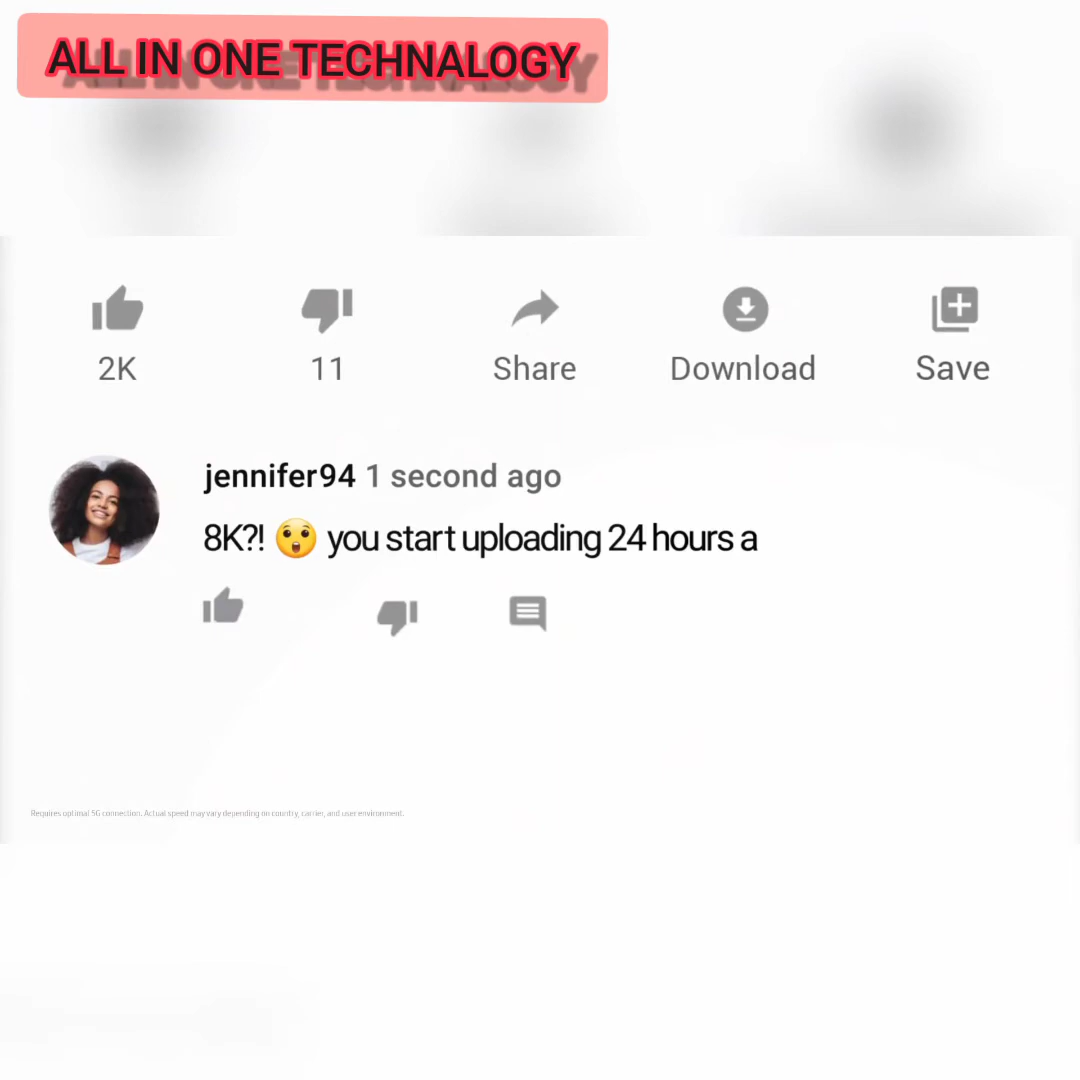 ALL IN ONE TECHNALOGY
2K 11 Share Download Save
jennifer94 1 second ago
8K?! 😲 you start uploading 24 hours a
Requires optimal 5G connection. Actual speed may vary depending on country, carrier, and user environment.